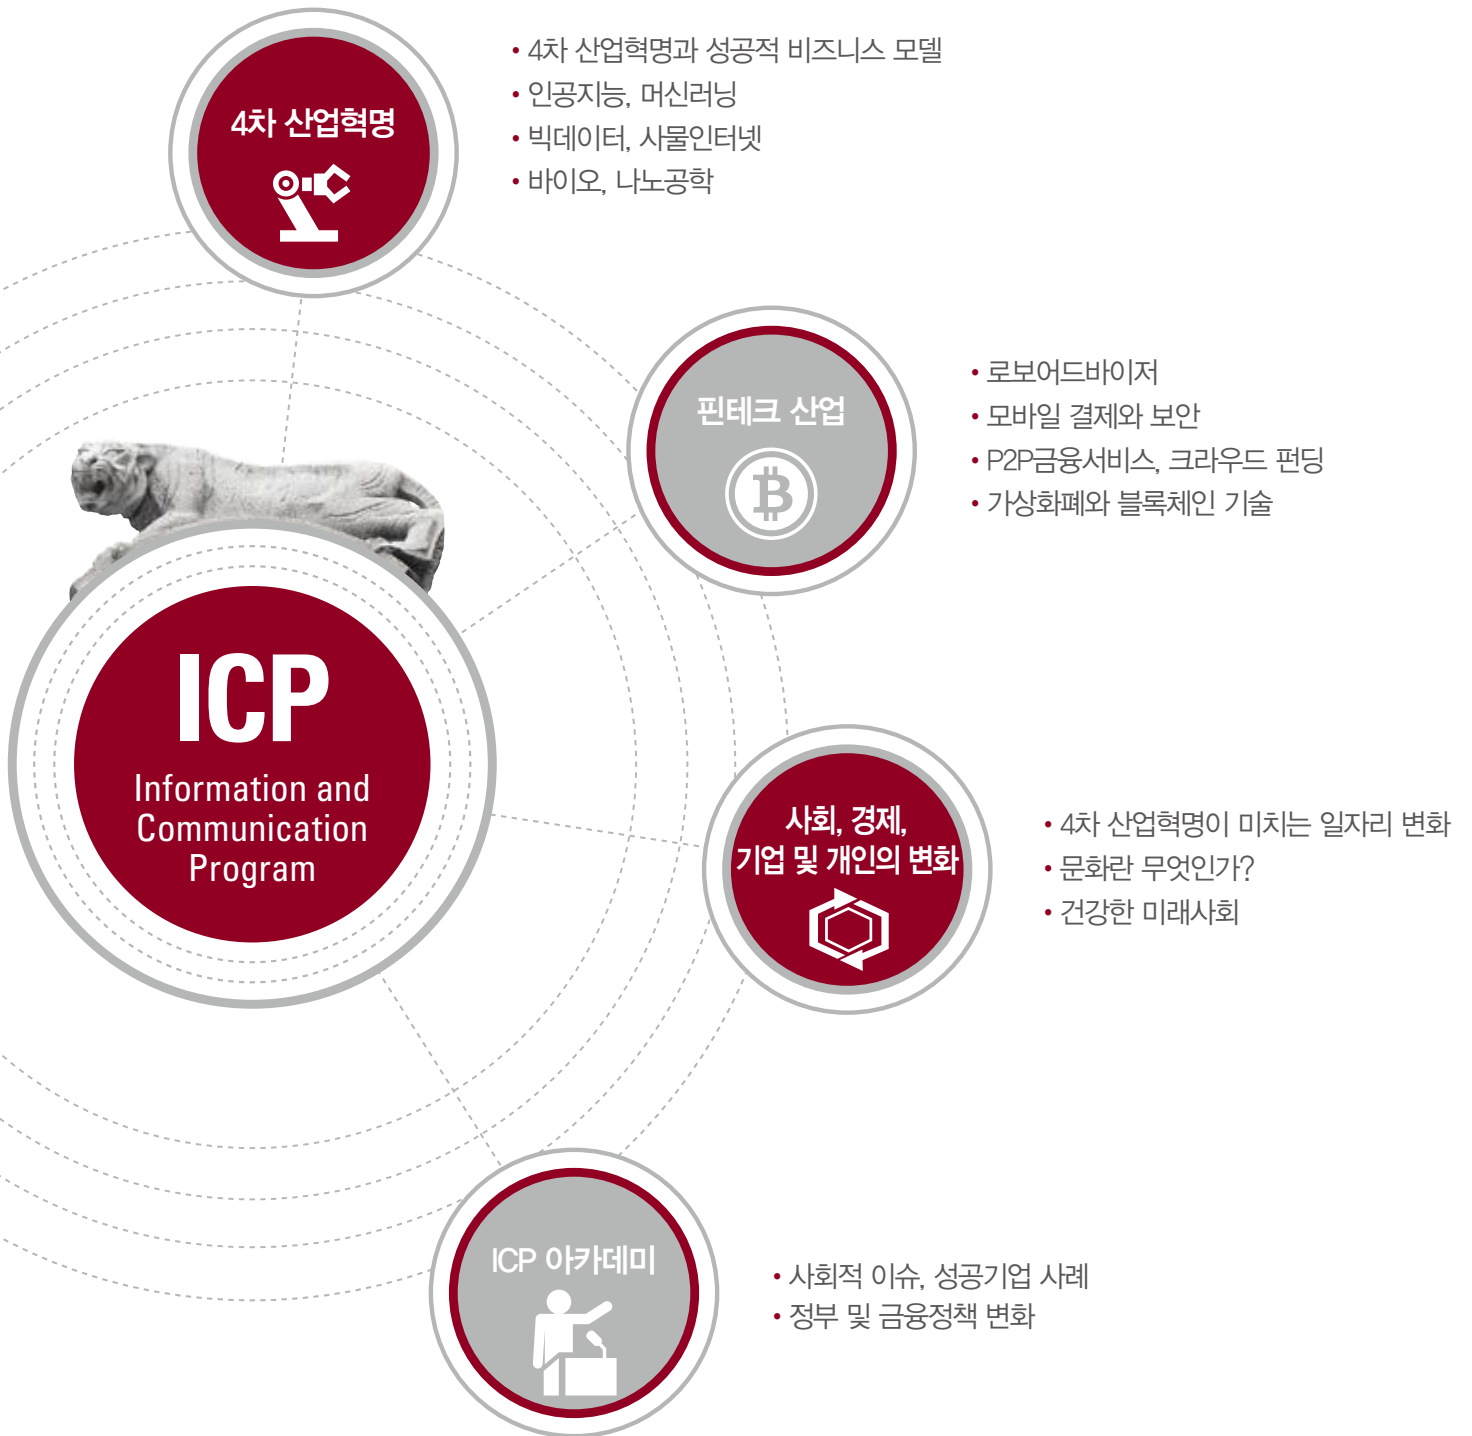 4차 산업혁명
• 4차 산업혁명과 성공적 비즈니스 모델
• 인공지능, 머신러닝
• 빅데이터, 사물인터넷
• 바이오, 나노공학
핀테크 산업
• 로보어드바이저
• 모바일 결제와 보안
• P2P금융서비스, 크라우드 펀딩
• 가상화폐와 블록체인 기술
ICP
Information and
Communication
Program
사회, 경제,
기업 및 개인의 변화
• 4차 산업혁명이 미치는 일자리 변화
• 문화란 무엇인가?
• 건강한 미래사회
ICP 아카데미
• 사회적 이슈, 성공기업 사례
• 정부 및 금융정책 변화